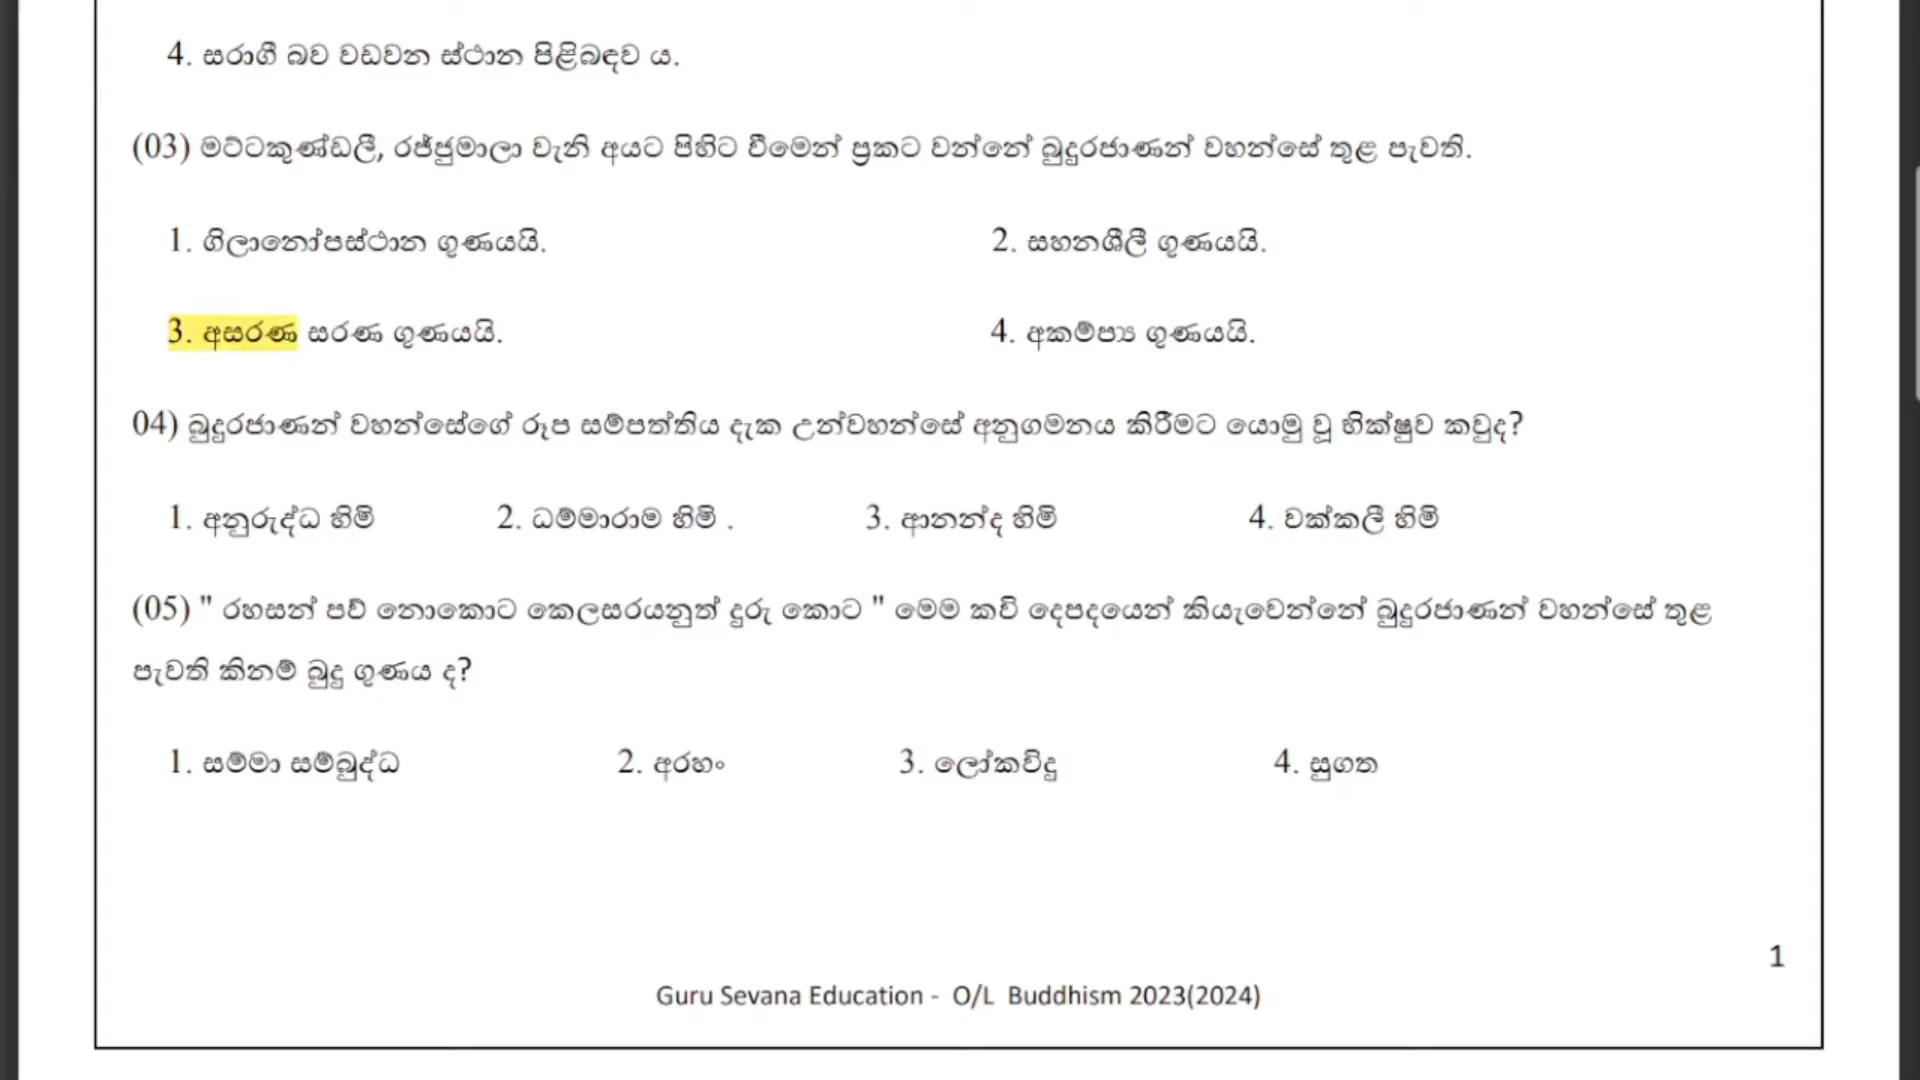 4. සරාගී බව වඩවන ස්ථාන පිළිබඳව ය.
(03) මට්ටකුණ්ඩලී, රජ්ජුමාලා වැනි අයට පිහිට වීමෙන් ප්‍රකට වන්නේ බුදුරජාණන් වහන්සේ තුළ පැවති.
1. ගිලානෝපස්ථාන ගුණයයි. 2. සහනශීලී ගුණයයි.
3. අසරණ සරණ ගුණයයි. 4. අකම්ප්‍ය ගුණයයි.
04) බුදුරජාණන් වහන්සේගේ රූප සම්පත්තිය දැක උන්වහන්සේ අනුගමනය කිරීමට යොමු වූ භික්ෂුව කවුද?
1. අනුරුද්ධ හිමි 2. ධම්මාරාම හිමි . 3. ආනන්ද හිමි 4. වක්කලී හිමි
(05) " රහසන් පව් නොකොට කෙලසරයනුත් දුරු කොට " මෙම කවි දෙපදයෙන් කියැවෙන්නේ බුදුරජාණන් වහන්සේ තුළ
පැවති කිනම් බුදු ගුණය ද?
1. සම්මා සම්බුද්ධ 2. අරහං 3. ලෝකවිදු 4. සුගත
1
Guru Sevana Education - O/L Buddhism 2023(2024)